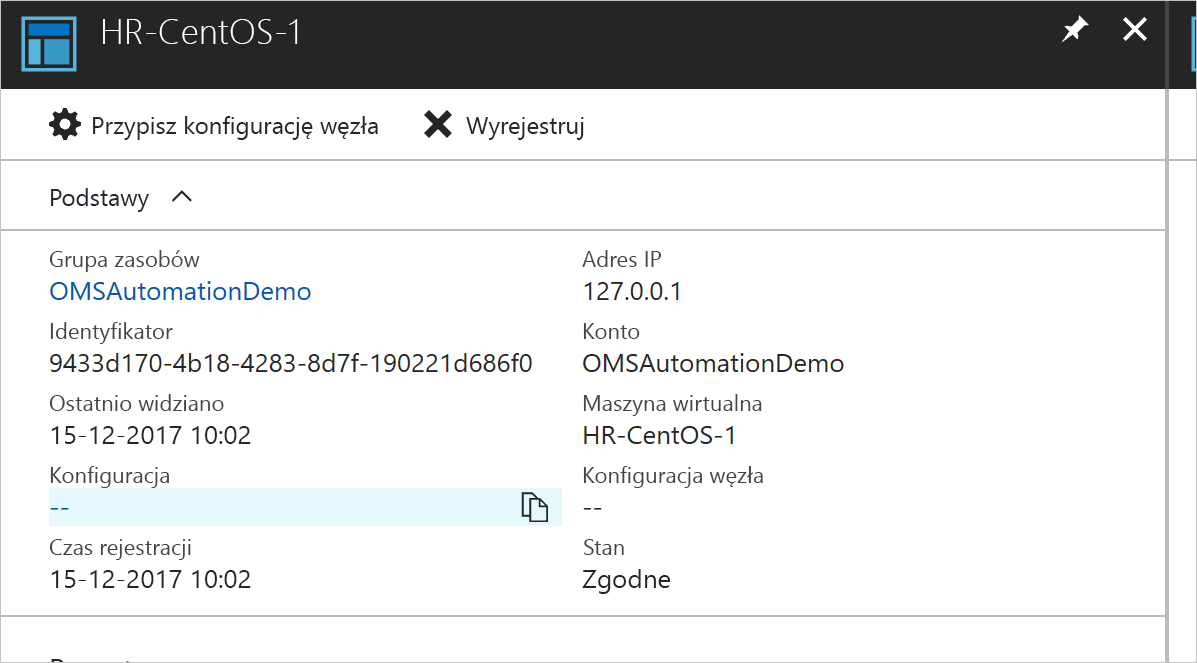 HR-CentOS-1
Przypisz konfigurację węzła
Wyrejestruj
Podstawy
Grupa zasobów
OMSAutomationDemo
Identyfikator
9433d170-4b18-4283-8d7f-190221d686f0
Ostatnio widziano
15-12-2017 10:02
Konfiguracja
--
Czas rejestracji
15-12-2017 10:02
Adres IP
127.0.0.1
Konto
OMSAutomationDemo
Maszyna wirtualna
HR-CentOS-1
Konfiguracja węzła
--
Stan
Zgodne